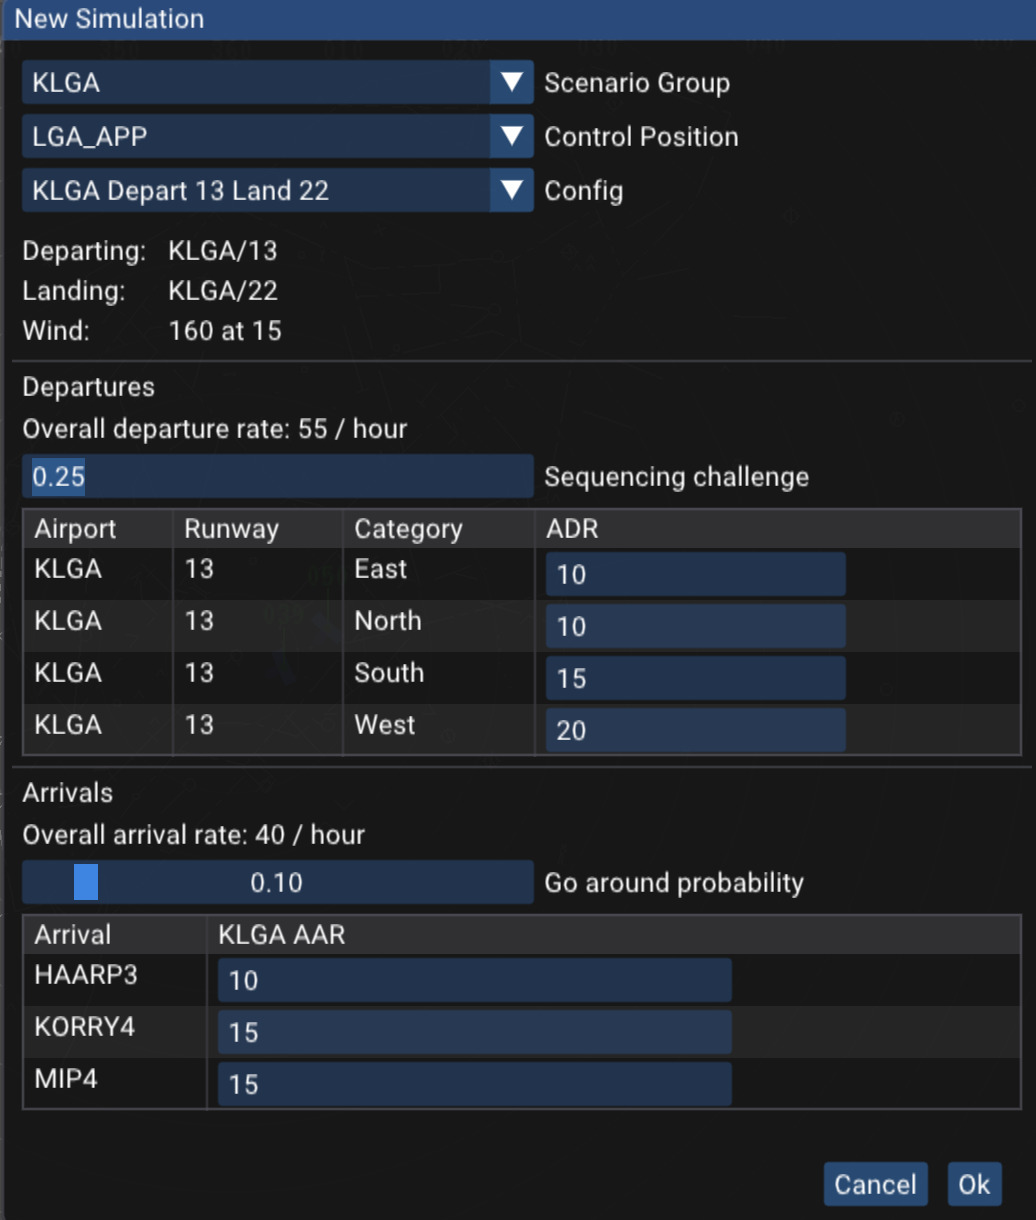 New Simulation
KLGA Scenario Group
LGA_APP Control Position
KLGA Depart 13 Land 22 Config
Departing: KLGA/13
Landing: KLGA/22
Wind: 160 at 15
Departures
Overall departure rate: 55 / hour
0.25 Sequencing challenge
Airport Runway Category ADR
KLGA 13 East 10
KLGA 13 North 10
KLGA 13 South 15
KLGA 13 West 20
Arrivals
Overall arrival rate: 40 / hour
0.10 Go around probability
Arrival KLGA AAR
HAARP3 10
KORRY4 15
MIP4 15
Cancel Ok